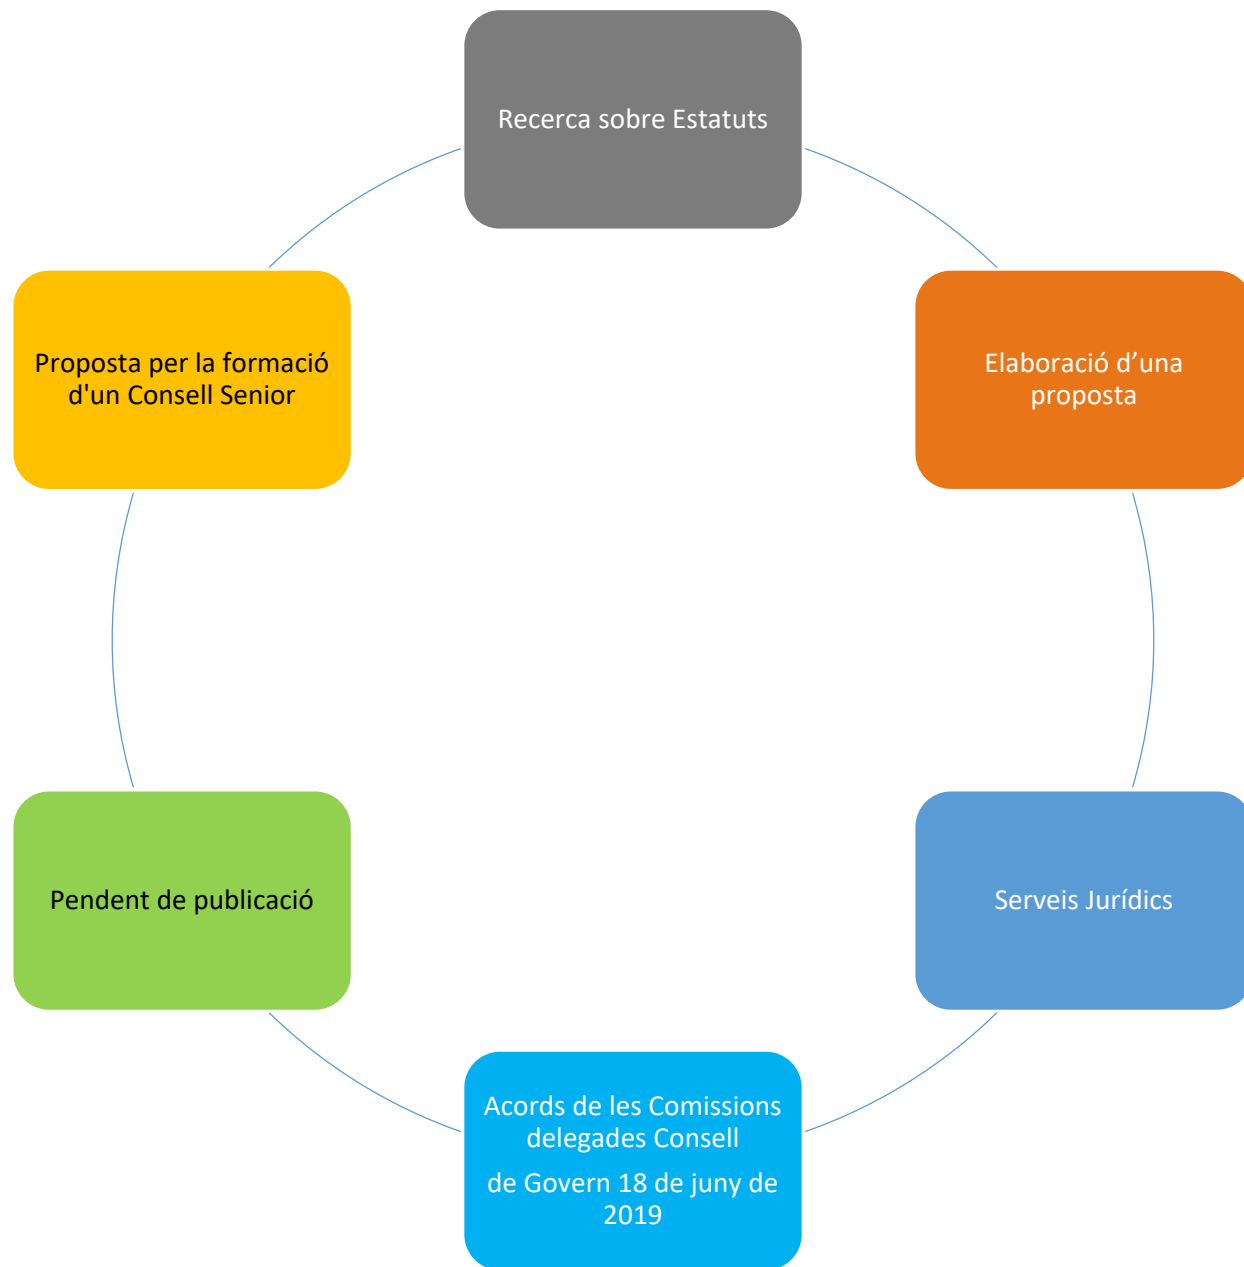 Recerca sobre Estatuts
Elaboració d’una
proposta
Serveis Jurídics
Acords de les Comissions
delegades Consell
de Govern 18 de juny de
2019
Pendent de publicació
Proposta per la formació
d'un Consell Senior